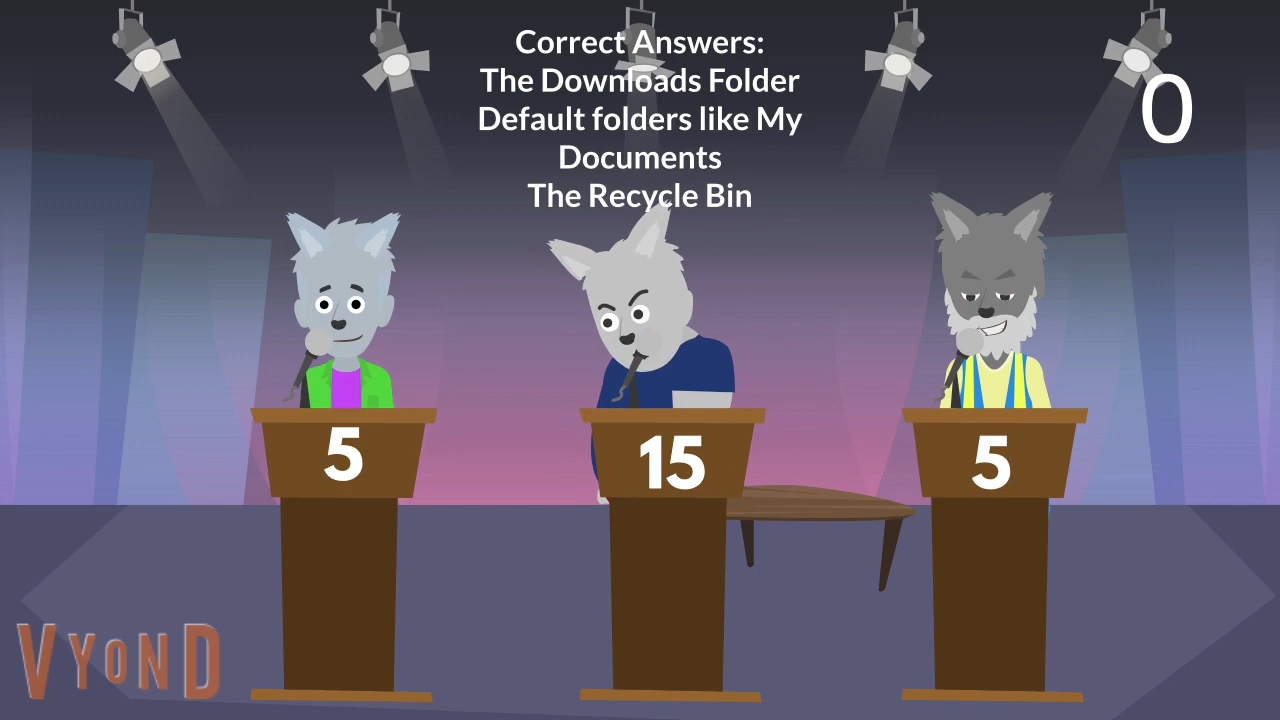 Correct Answers:
The Downloads Folder
Default folders like My
Documents
The Recycle Bin
0
5
15
5
VYOND